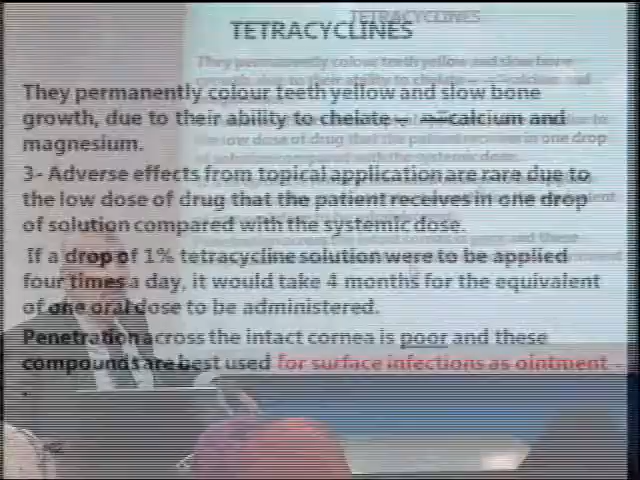 TETRACYCLINES
They permanently colour teeth yellow and slow bone
growth, due to their ability to chelate calcium and
magnesium.
3- Adverse effects from topical application are rare due to
the low dose of drug that the patient receives in one drop
of solution compared with the systemic dose.
If a drop of 1% tetracycline solution were to be applied
four times a day, it would take 4 months for the equivalent
of one oral dose to be administered.
Penetration across the intact cornea is poor and these
compounds are best used for surface infections as ointment -
.